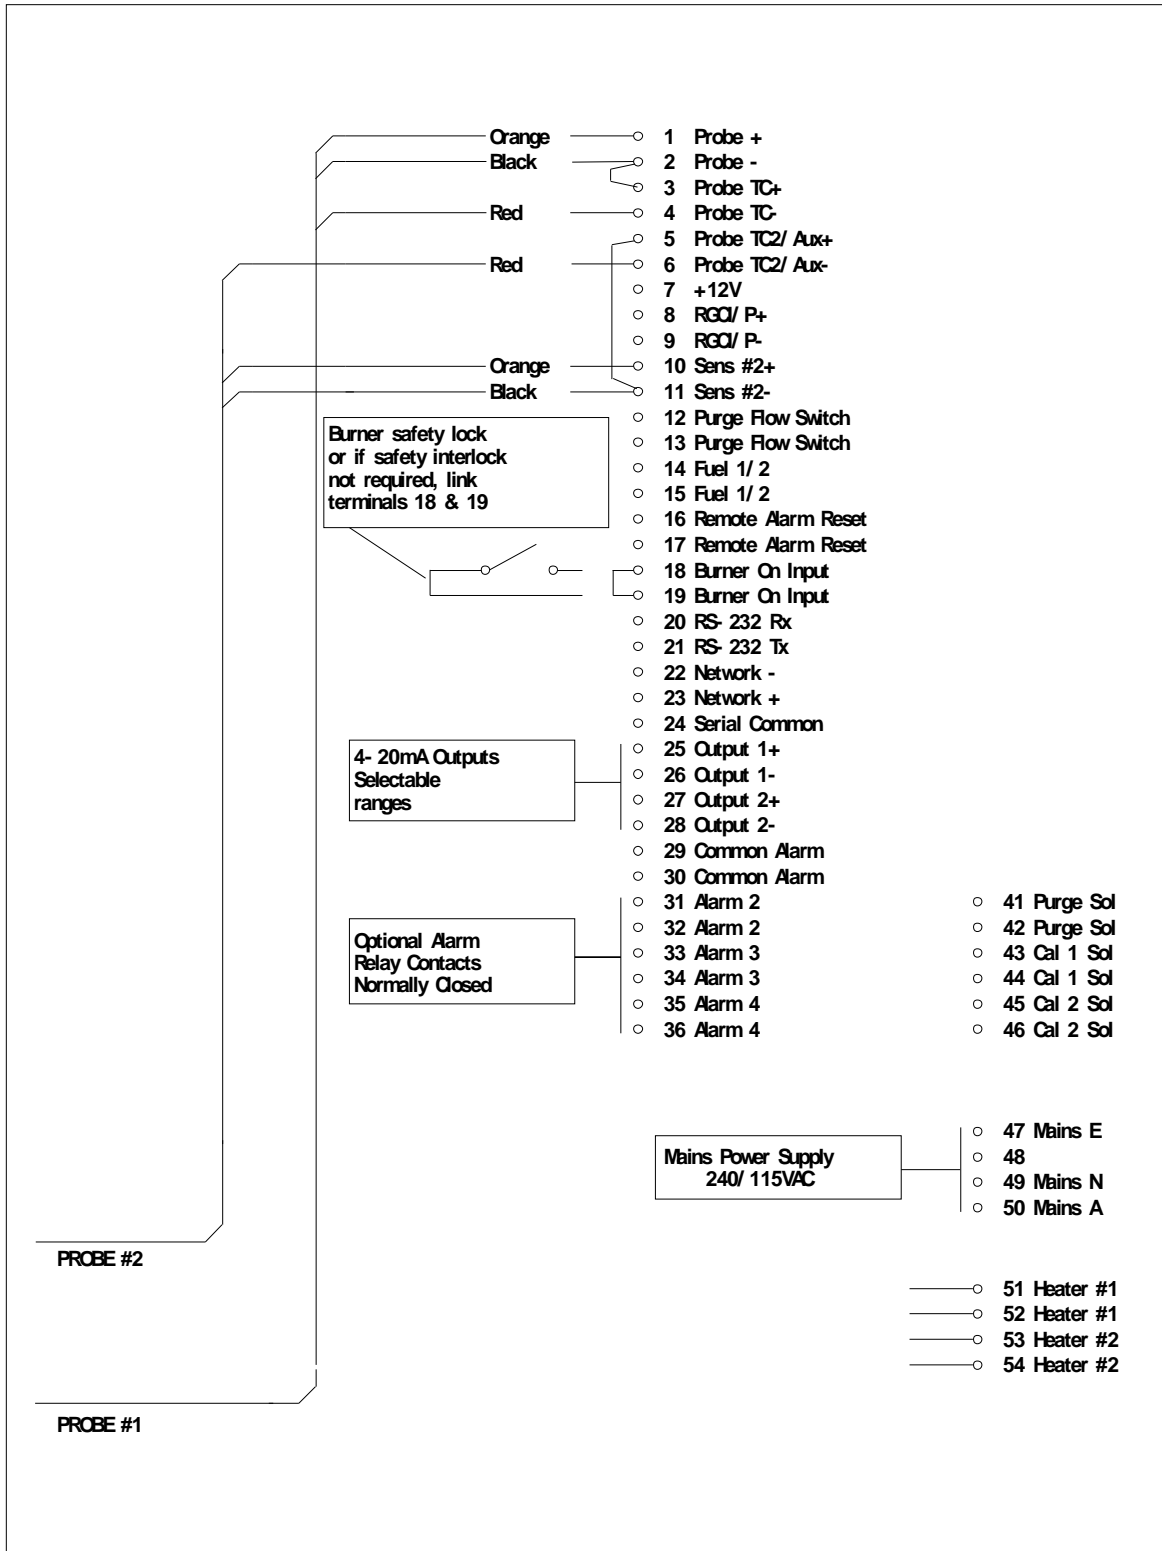 Orange 1 Probe +
Black 2 Probe -
3 Probe TC+
Red 4 Probe TC-
5 Probe TC2/ Aux+
Red 6 Probe TC2/ Aux-
7 +12V
8 RGCI/ P+
9 RGCI/ P-
Orange 10 Sens #2+
Black 11 Sens #2-
12 Purge Flow Switch
13 Purge Flow Switch
14 Fuel 1/ 2
15 Fuel 1/ 2
16 Remote Alarm Reset
17 Remote Alarm Reset
18 Burner On Input
19 Burner On Input
20 RS- 232 Rx
21 RS- 232 Tx
22 Network -
23 Network +
24 Serial Common
25 Output 1+
26 Output 1-
27 Output 2+
28 Output 2-
29 Common Alarm
30 Common Alarm
31 Alarm 2
32 Alarm 2
33 Alarm 3
34 Alarm 3
35 Alarm 4
36 Alarm 4
Burner safety lock
or if safety interlock
not required, link
terminals 18 & 19
4- 20mA Outputs
Selectable
ranges
Optional Alarm
Relay Contacts
Normally Closed
41 Purge Sol
42 Purge Sol
43 Cal 1 Sol
44 Cal 1 Sol
45 Cal 2 Sol
46 Cal 2 Sol
Mains Power Supply
240/ 115VAC
47 Mains E
48
49 Mains N
50 Mains A
51 Heater #1
52 Heater #1
53 Heater #2
54 Heater #2
PROBE #2
PROBE #1